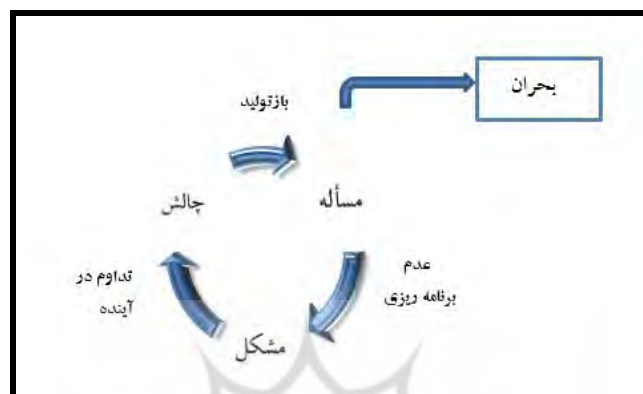 بحران
بازتولید
چالش
مسأله
تداوم در
آینده
عدم
برنامه ریزی
مشکل